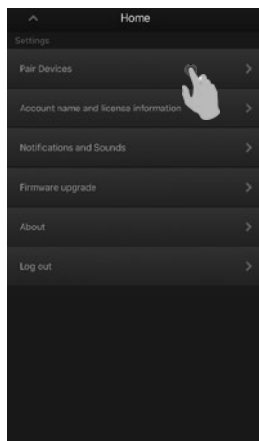 Home
Settings
Pair Devices
Account name and license information
Notifications and Sounds
Firmware upgrade
About
Log out